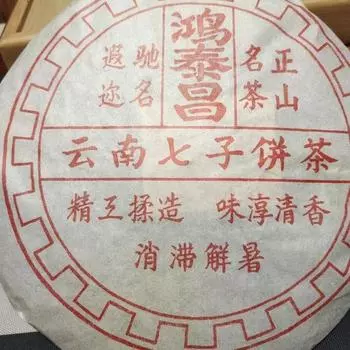 正山
名茶
鸿泰昌
驰名
遐迩
云南七子饼茶
精工揉造 味淳清香
消滞解暑